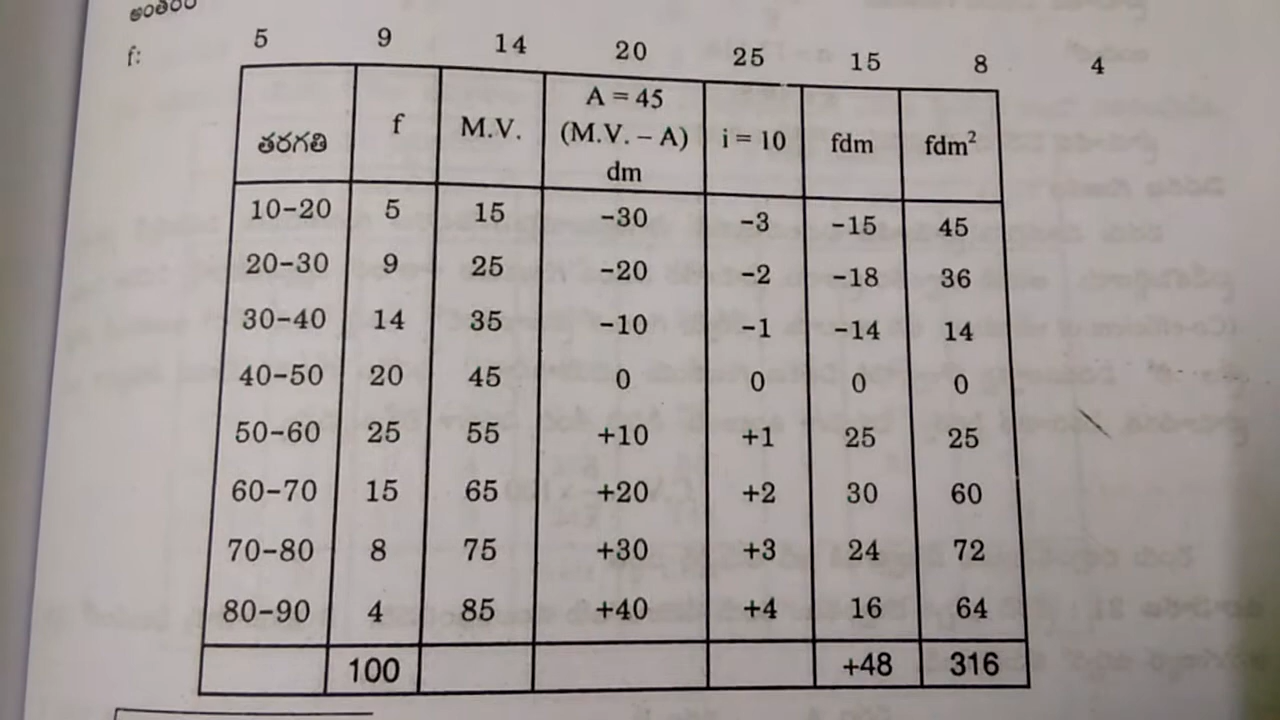 f: 5 9 14 20 25 15 8 4
తరగతి f M.V. A = 45 (M.V. – A) dm i = 10 fdm fdm²
10–20 5 15 –30 –3 –15 45
20–30 9 25 –20 –2 –18 36
30–40 14 35 –10 –1 –14 14
40–50 20 45 0 0 0 0
50–60 25 55 +10 +1 25 25
60–70 15 65 +20 +2 30 60
70–80 8 75 +30 +3 24 72
80–90 4 85 +40 +4 16 64
100 +48 316